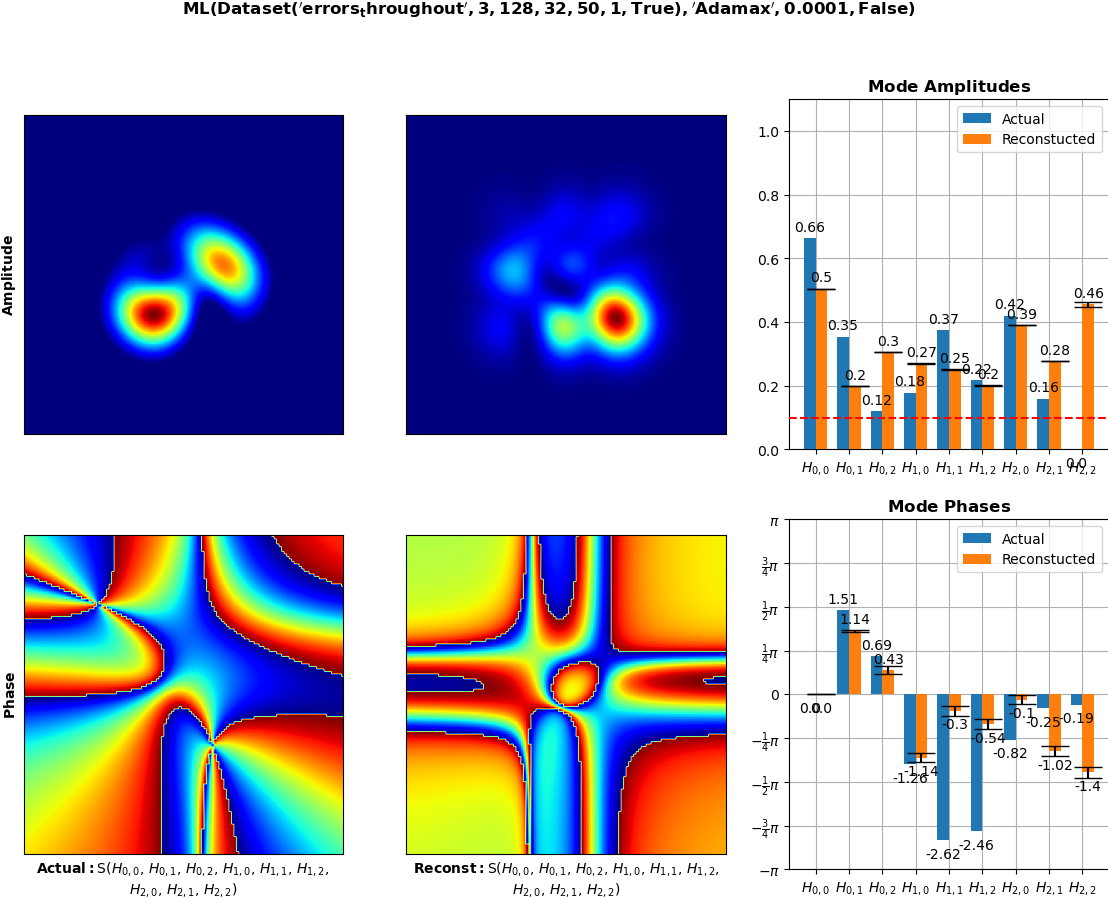 ML(Dataset('errors_throughout', 3, 128, 32, 50, 1, True), 'Adamax', 0.0001, False)
Amplitude
Mode Amplitudes
Actual
Reconstucted
1.0
0.8
0.6
0.4
0.2
0.0
0.66
0.5
0.35
0.2
0.12
0.3
0.18
0.27
0.37
0.25
0.22
0.2
0.42
0.39
0.16
0.28
0.0
0.46
H0,0 H0,1 H0,2 H1,0 H1,1 H1,2 H2,0 H2,1 H2,2
Phase
Actual: S(H0,0, H0,1, H0,2, H1,0, H1,1, H1,2,
H2,0, H2,1, H2,2)
Reconst: S(H0,0, H0,1, H0,2, H1,0, H1,1, H1,2,
H2,0, H2,1, H2,2)
Mode Phases
Actual
Reconstucted
π
3/4π
1/2π
1/4π
0
−1/4π
−1/2π
−3/4π
−π
0.0
0.0
1.51
1.14
0.69
0.43
-1.26
-1.14
-2.62
-0.3
-2.46
-0.54
-0.82
-0.1
-0.25
-1.02
-0.19
-1.4
H0,0 H0,1 H0,2 H1,0 H1,1 H1,2 H2,0 H2,1 H2,2